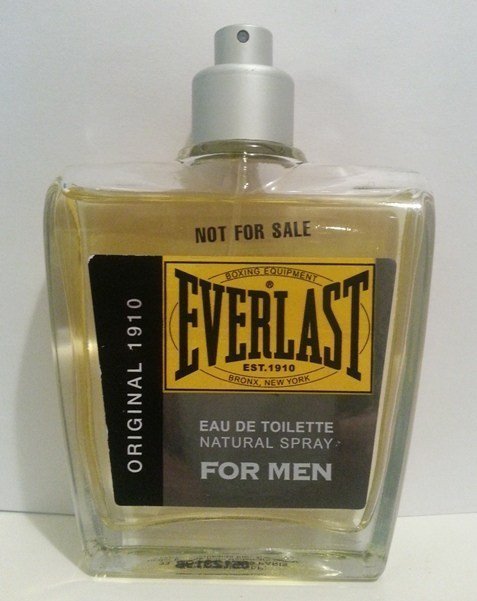 NOT FOR SALE
BOXING EQUIPMENT
EVERLAST®
EST. 1910
BRONX, NEW YORK
ORIGINAL 1910
EAU DE TOILETTE
NATURAL SPRAY
FOR MEN